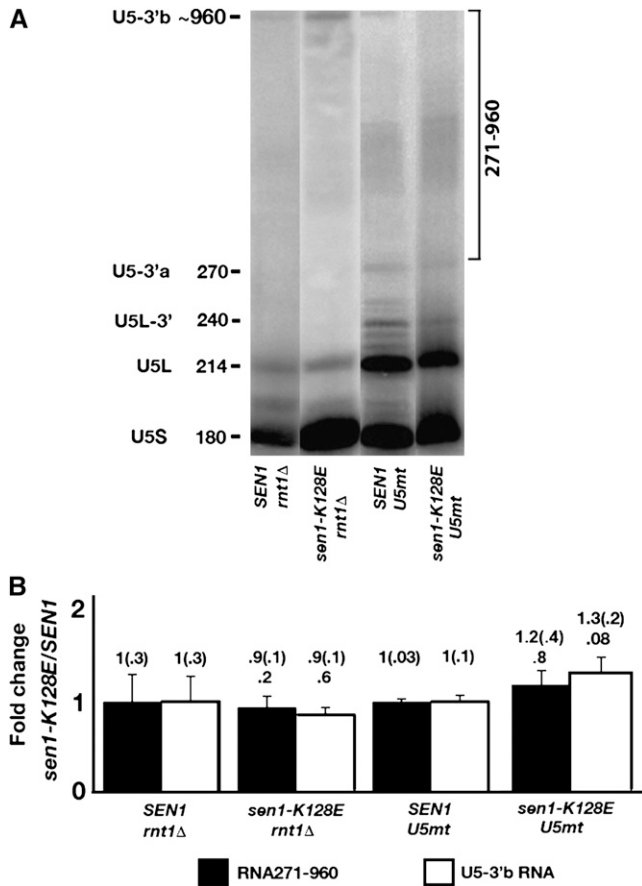 A
U5-3'b ~960
271-960
U5-3'a 270
U5L-3' 240
U5L 214
U5S 180
SEN1
rnt1Δ
sen1-K128E
rnt1Δ
SEN1
U5mt
sen1-K128E
U5mt
B
Fold change
sen1-K128E/SEN1
2
1
0
1(.3) 1(.3)
.9(.1) .9(.1)
.2 .6
1(.03) 1(.1)
1.2(.4) 1.3(.2)
.8 .08
SEN1
rnt1Δ
sen1-K128E
rnt1Δ
SEN1
U5mt
sen1-K128E
U5mt
RNA271-960
U5-3'b RNA